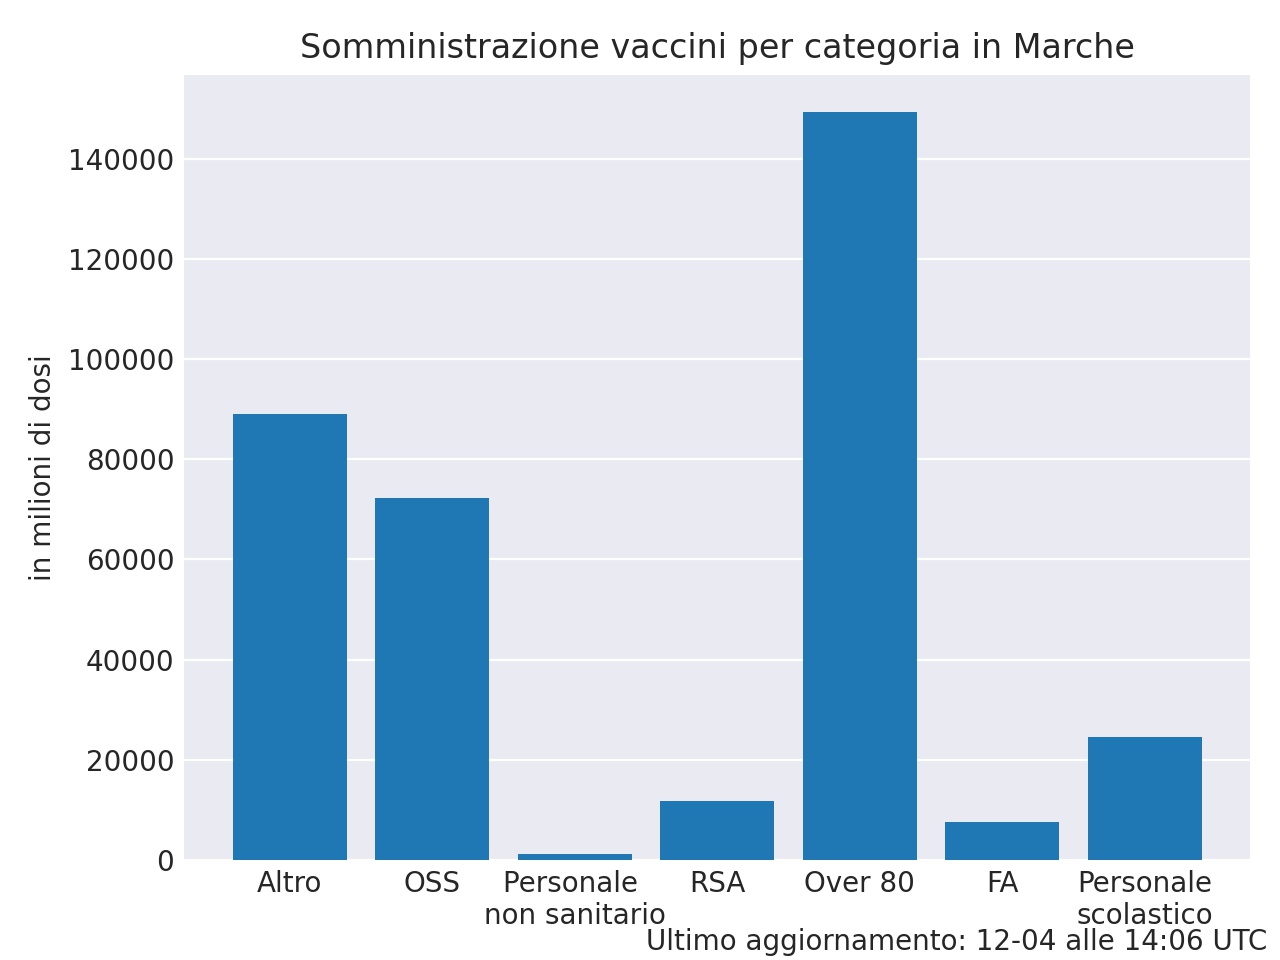 Somministrazione vaccini per categoria in Marche
in milioni di dosi
140000
120000
100000
80000
60000
40000
20000
0
Altro
OSS
Personale
non sanitario
RSA
Over 80
FA
Personale
scolastico
Ultimo aggiornamento: 12-04 alle 14:06 UTC